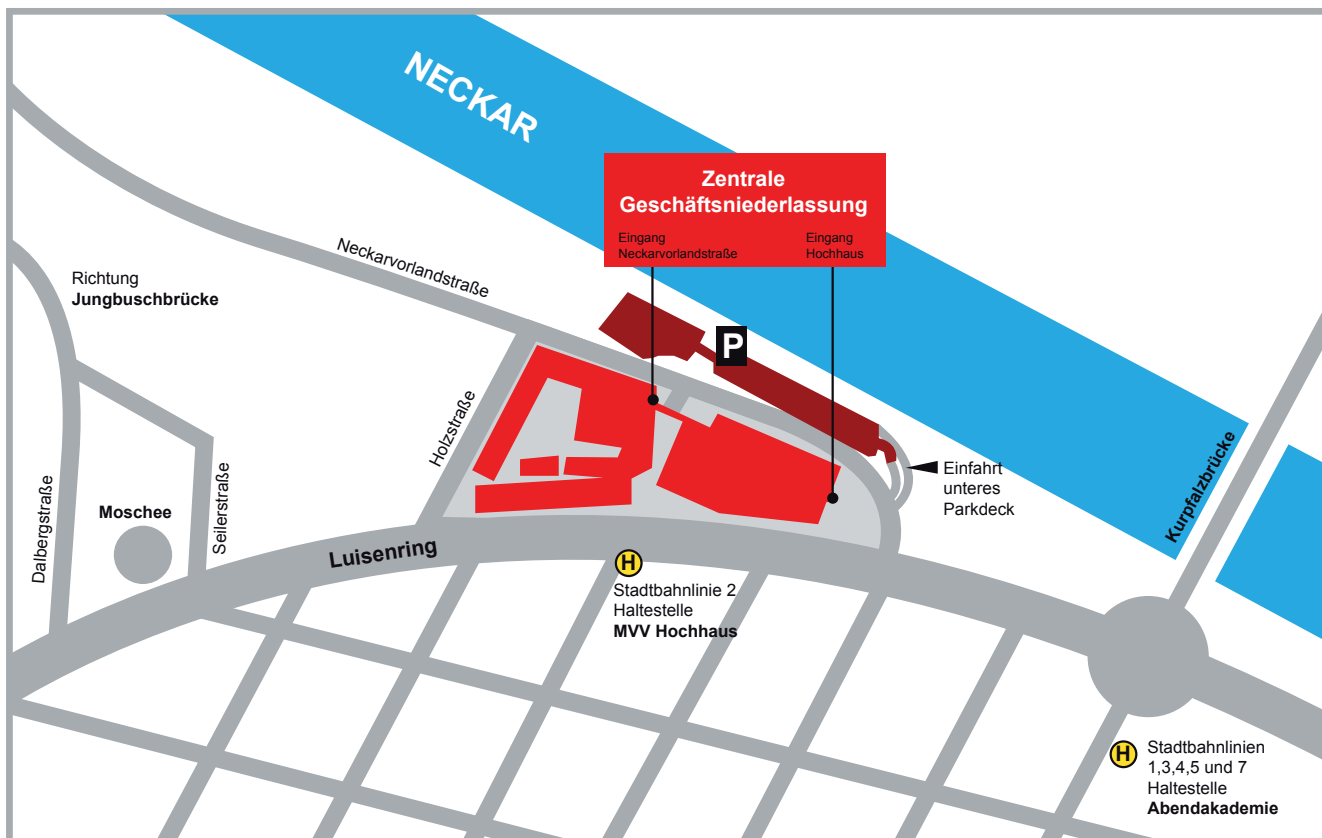 NECKAR
Zentrale
Geschäftsniederlassung
Eingang
Neckarvorlandstraße
Eingang
Hochhaus
Neckarvorlandstraße
Richtung
Jungbuschbrücke
P
Holzstraße
Einfahrt
unteres
Parkdeck
Kurpfalzbrücke
Dalbergstraße
Moschee
Seilerstraße
Luisenring
H
Stadtbahnlinie 2
Haltestelle
MVV Hochhaus
H
Stadtbahnlinien
1,3,4,5 und 7
Haltestelle
Abendakademie